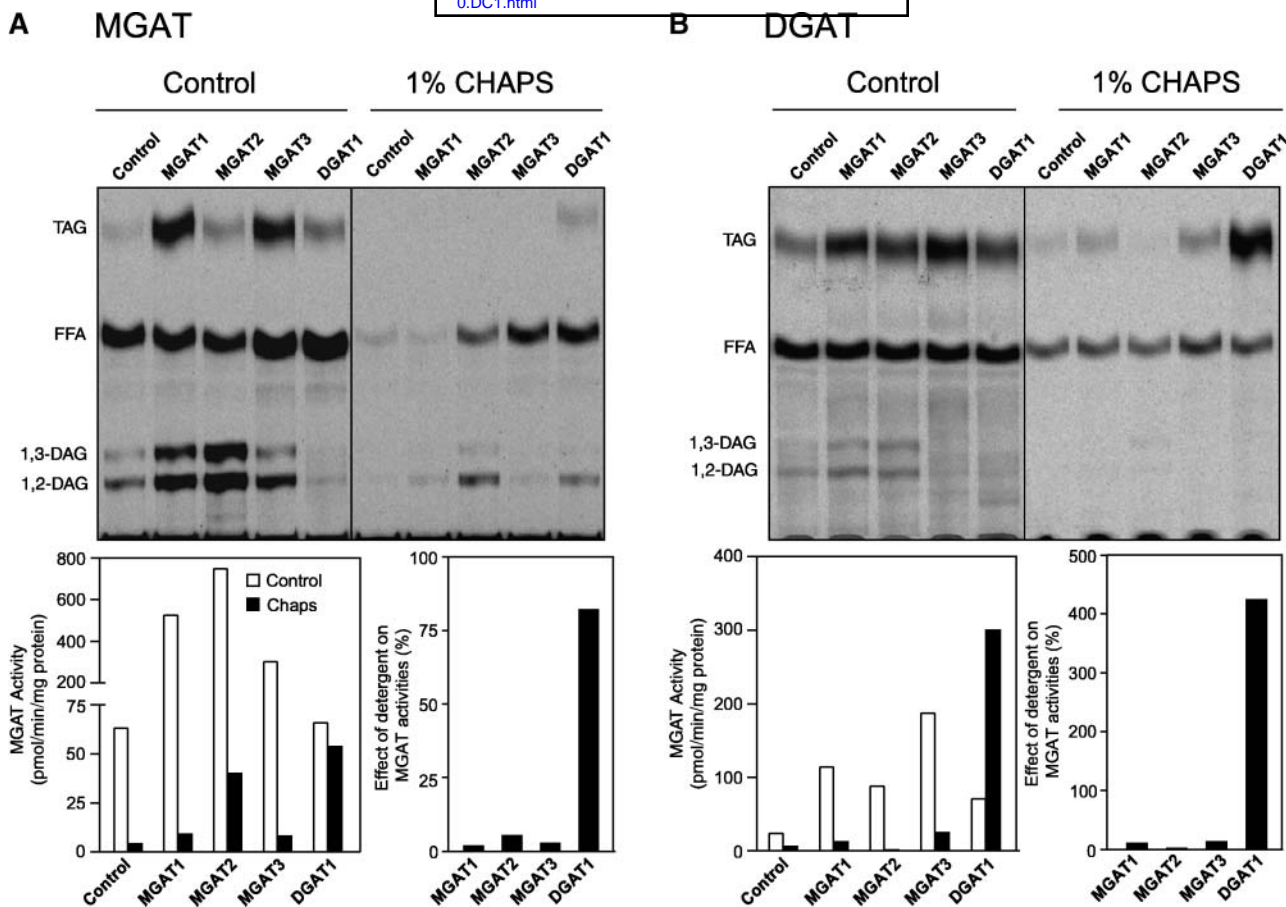 0.DC1.html
A MGAT
B DGAT
Control 1% CHAPS
Control 1% CHAPS
Control MGAT1 MGAT2 MGAT3 DGAT1 Control MGAT1 MGAT2 MGAT3 DGAT1
Control MGAT1 MGAT2 MGAT3 DGAT1 Control MGAT1 MGAT2 MGAT3 DGAT1
TAG
FFA
1,3-DAG
1,2-DAG
TAG
FFA
1,3-DAG
1,2-DAG
MGAT Activity
(pmol/min/mg protein)
800
600
400
200
75
50
25
0
Control
Chaps
Control MGAT1 MGAT2 MGAT3 DGAT1
Effect of detergent on
MGAT activities (%)
100
75
50
25
0
MGAT1 MGAT2 MGAT3 DGAT1
MGAT Activity
(pmol/min/mg protein)
400
300
200
100
0
Control MGAT1 MGAT2 MGAT3 DGAT1
Effect of detergent on
MGAT activities (%)
500
400
300
200
100
0
MGAT1 MGAT2 MGAT3 DGAT1